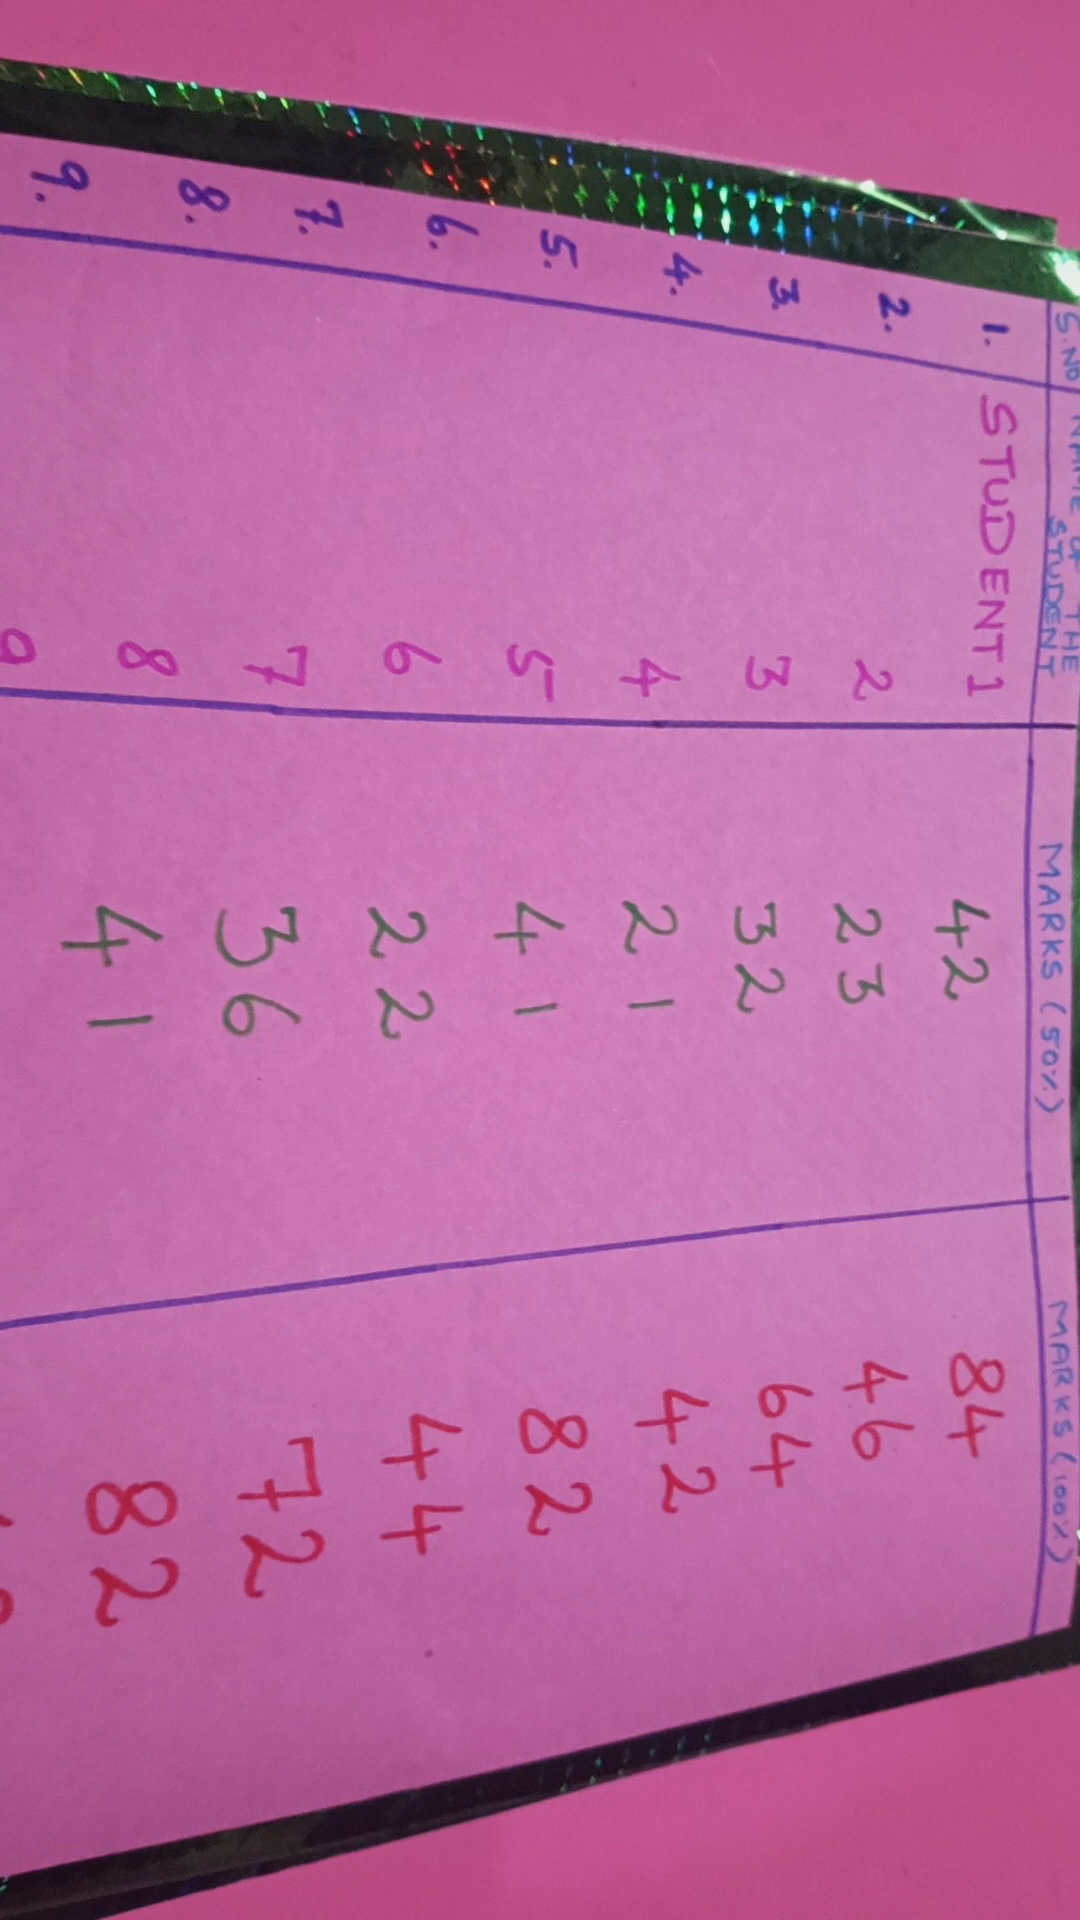 S.NO NAME OF THE STUDENT MARKS (50%) MARKS (100%)
1. STUDENT 1 42 84
2. 2 23 46
3. 3 32 64
4. 4 21 42
5. 5 41 82
6. 6 22 44
7. 7 36 72
8. 8 41 82
9. 9